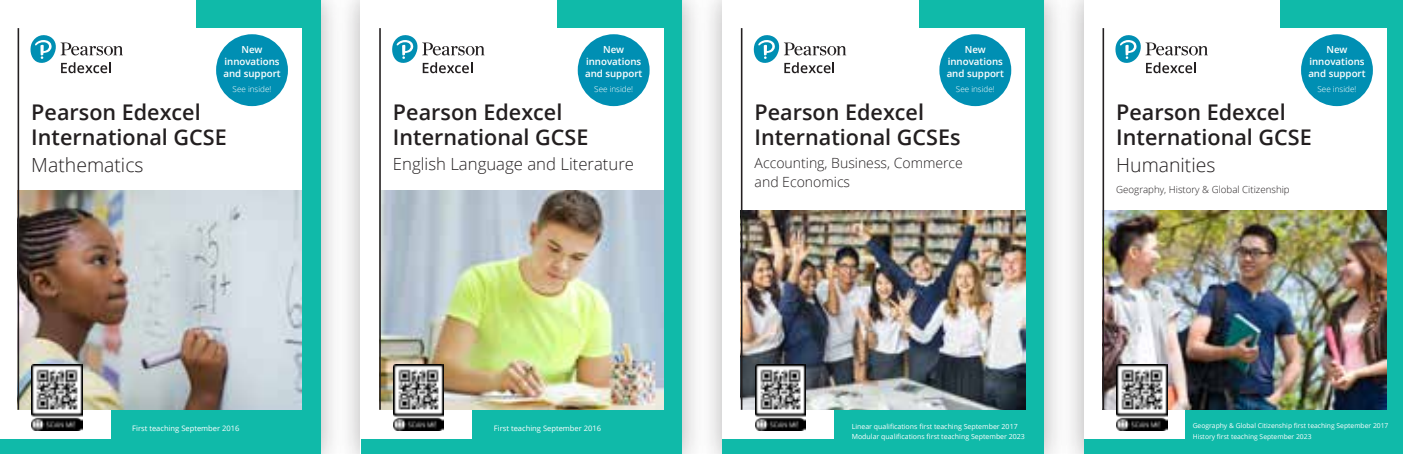 Pearson
Edexcel
New
innovations
and support
See inside!
Pearson Edexcel
International GCSE
Mathematics
SCAN ME
First teaching September 2016
Pearson
Edexcel
New
innovations
and support
See inside!
Pearson Edexcel
International GCSE
English Language and Literature
SCAN ME
First teaching September 2016
Pearson
Edexcel
New
innovations
and support
See inside!
Pearson Edexcel
International GCSEs
Accounting, Business, Commerce
and Economics
SCAN ME
Linear qualifications first teaching September 2017
Modular qualifications first teaching September 2023
Pearson
Edexcel
New
innovations
and support
See inside!
Pearson Edexcel
International GCSE
Humanities
Geography, History & Global Citizenship
SCAN ME
Geography & Global Citizenship first teaching September 2017
History first teaching September 2023